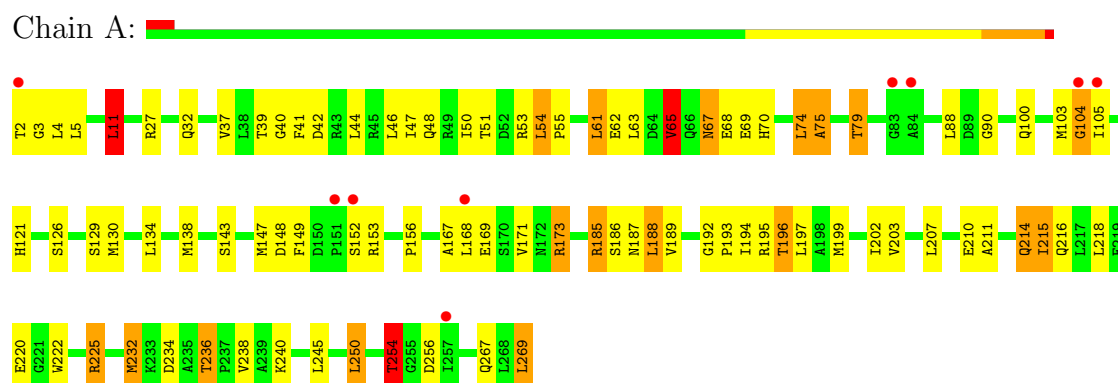 Chain A:
T2 G3 L4 L5 L11 R27 Q32 V37 L38 T39 G40 F41 D42 R43 L44 R45 L46 I47 Q48 R49 I50 T51 D52 R53 L54 P55 L61 E62 L63 D64 V65 Q66 N67 E68 E69 H70 L74 A75 T79 G83 A84 L88 D89 G90 Q100 M103 G104 I105
H121 S126 S129 M130 L134 M138 S143 M147 D148 F149 D150 P151 S152 R153 P156 A167 L168 E169 S170 V171 N172 R173 R185 S186 N187 L188 V189 G192 P193 I194 R195 T196 L197 A198 M199 I202 V203 L207 E210 A211 Q214 I215 Q216 L217 L218 E219
E220 G221 W222 R225 M232 K233 D234 A235 T236 P237 V238 A239 K240 L245 L250 T254 G255 D256 I257 Q267 L268 L269